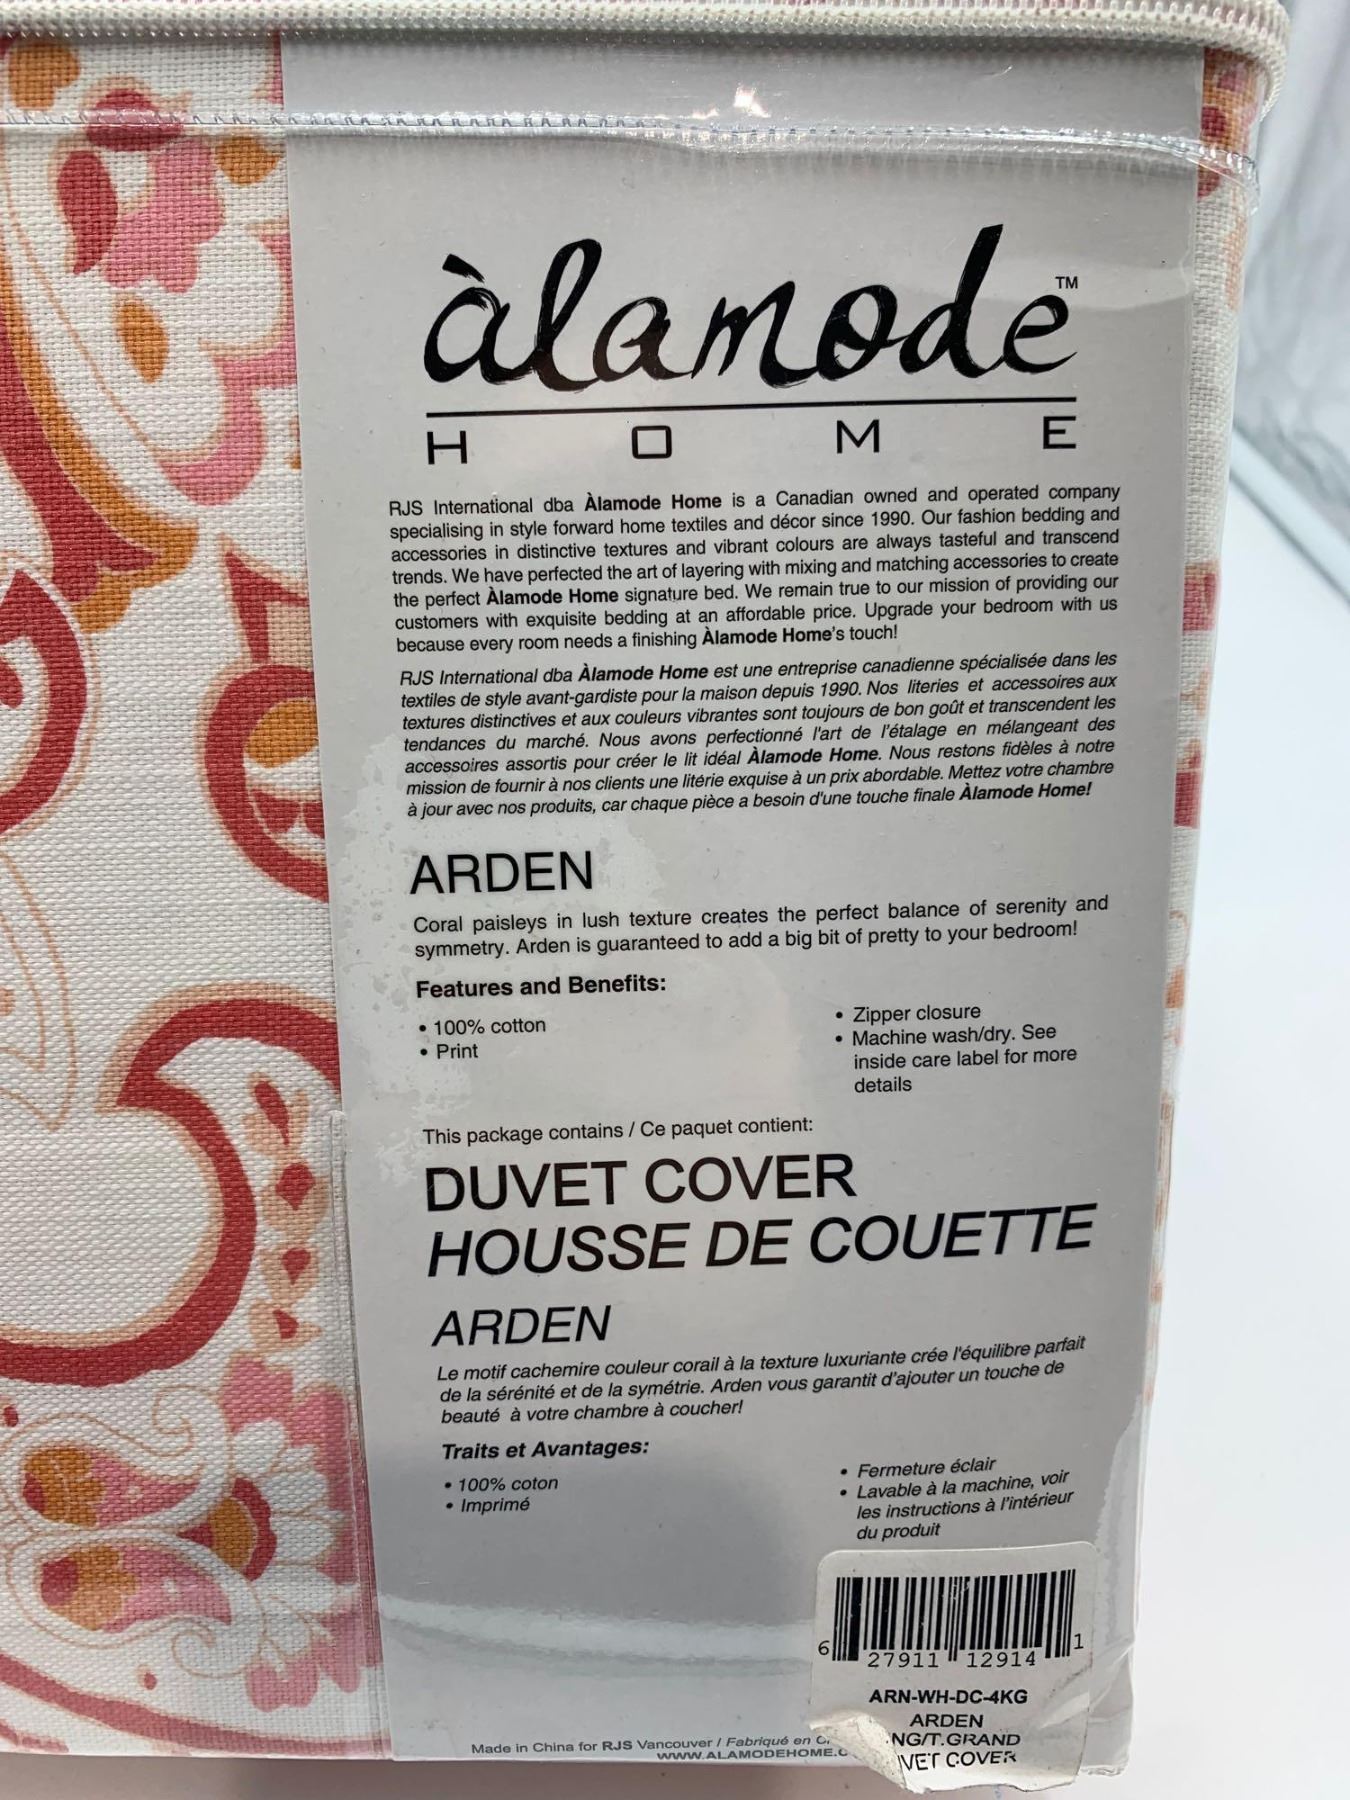 àlamode™
HOME
RJS International dba Àlamode Home is a Canadian owned and operated company
specialising in style forward home textiles and décor since 1990. Our fashion bedding and
accessories in distinctive textures and vibrant colours are always tasteful and transcend
trends. We have perfected the art of layering with mixing and matching accessories to create
the perfect Àlamode Home signature bed. We remain true to our mission of providing our
customers with exquisite bedding at an affordable price. Upgrade your bedroom with us
because every room needs a finishing Àlamode Home's touch!
RJS International dba Àlamode Home est une entreprise canadienne spécialisée dans les
textiles de style avant-gardiste pour la maison depuis 1990. Nos literies et accessoires aux
textures distinctives et aux couleurs vibrantes sont toujours de bon goût et transcendent les
tendances du marché. Nous avons perfectionné l'art de l'étalage en mélangeant des
accessoires assortis pour créer le lit idéal Àlamode Home. Nous restons fidèles à notre
mission de fournir à nos clients une litérie exquise à un prix abordable. Mettez votre chambre
à jour avec nos produits, car chaque pièce a besoin d'une touche finale Àlamode Home!
ARDEN
Coral paisleys in lush texture creates the perfect balance of serenity and
symmetry. Arden is guaranteed to add a big bit of pretty to your bedroom!
Features and Benefits:
• 100% cotton
• Print
• Zipper closure
• Machine wash/dry. See
inside care label for more
details
This package contains / Ce paquet contient:
DUVET COVER
HOUSSE DE COUETTE
ARDEN
Le motif cachemire couleur corail à la texture luxuriante crée l'équilibre parfait
de la sérénité et de la symétrie. Arden vous garantit d'ajouter un touche de
beauté à votre chambre à coucher!
Traits et Avantages:
• 100% coton
• Imprimé
• Fermeture éclair
• Lavable à la machine, voir
les instructions à l'intérieur
du produit
6 27911 12914 1
ARN-WH-DC-4KG
ARDEN
NG/T.GRAND
VET COVER
Made in China for RJS Vancouver / Fabriqué en
WWW.ALAMODEHOME.C